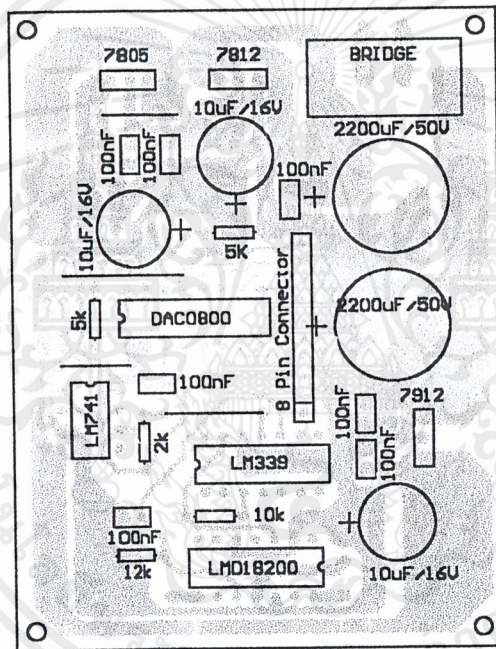 7805
7812
BRIDGE
10uF/16V
2200uF/50V
100nF
100nF
100nF
10uF/16V
5K
5k
DAC0800
8 Pin Connector
2200uF/50V
LM741
100nF
7912
2k
100nF
100nF
LM339
10k
100nF
12k
LMD18200
10uF/16V